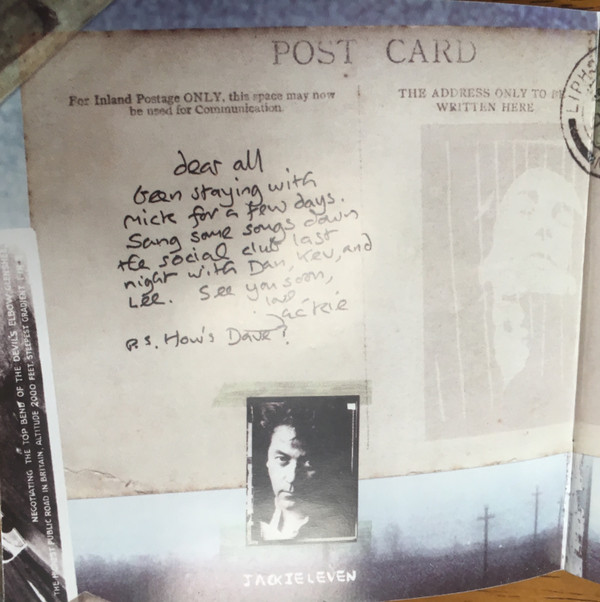 POST CARD
For Inland Postage ONLY, this space may now
be used for Communication.
THE ADDRESS ONLY TO BE
WRITTEN HERE
LIPH
dear all
Been staying with
Mick for a few days.
Sang some songs down
the social club last
night with Dan, Kev, and
Lee. See you soon,
love
Jackie
P.S. How's Dave?
JACKIE LEVEN
NEGOTIATING THE TOP BEND OF THE DEVILS ELBOW,
PUBLIC ROAD IN BRITAIN, ALTITUDE 2000 FEET, STEEPEST GRADIENT